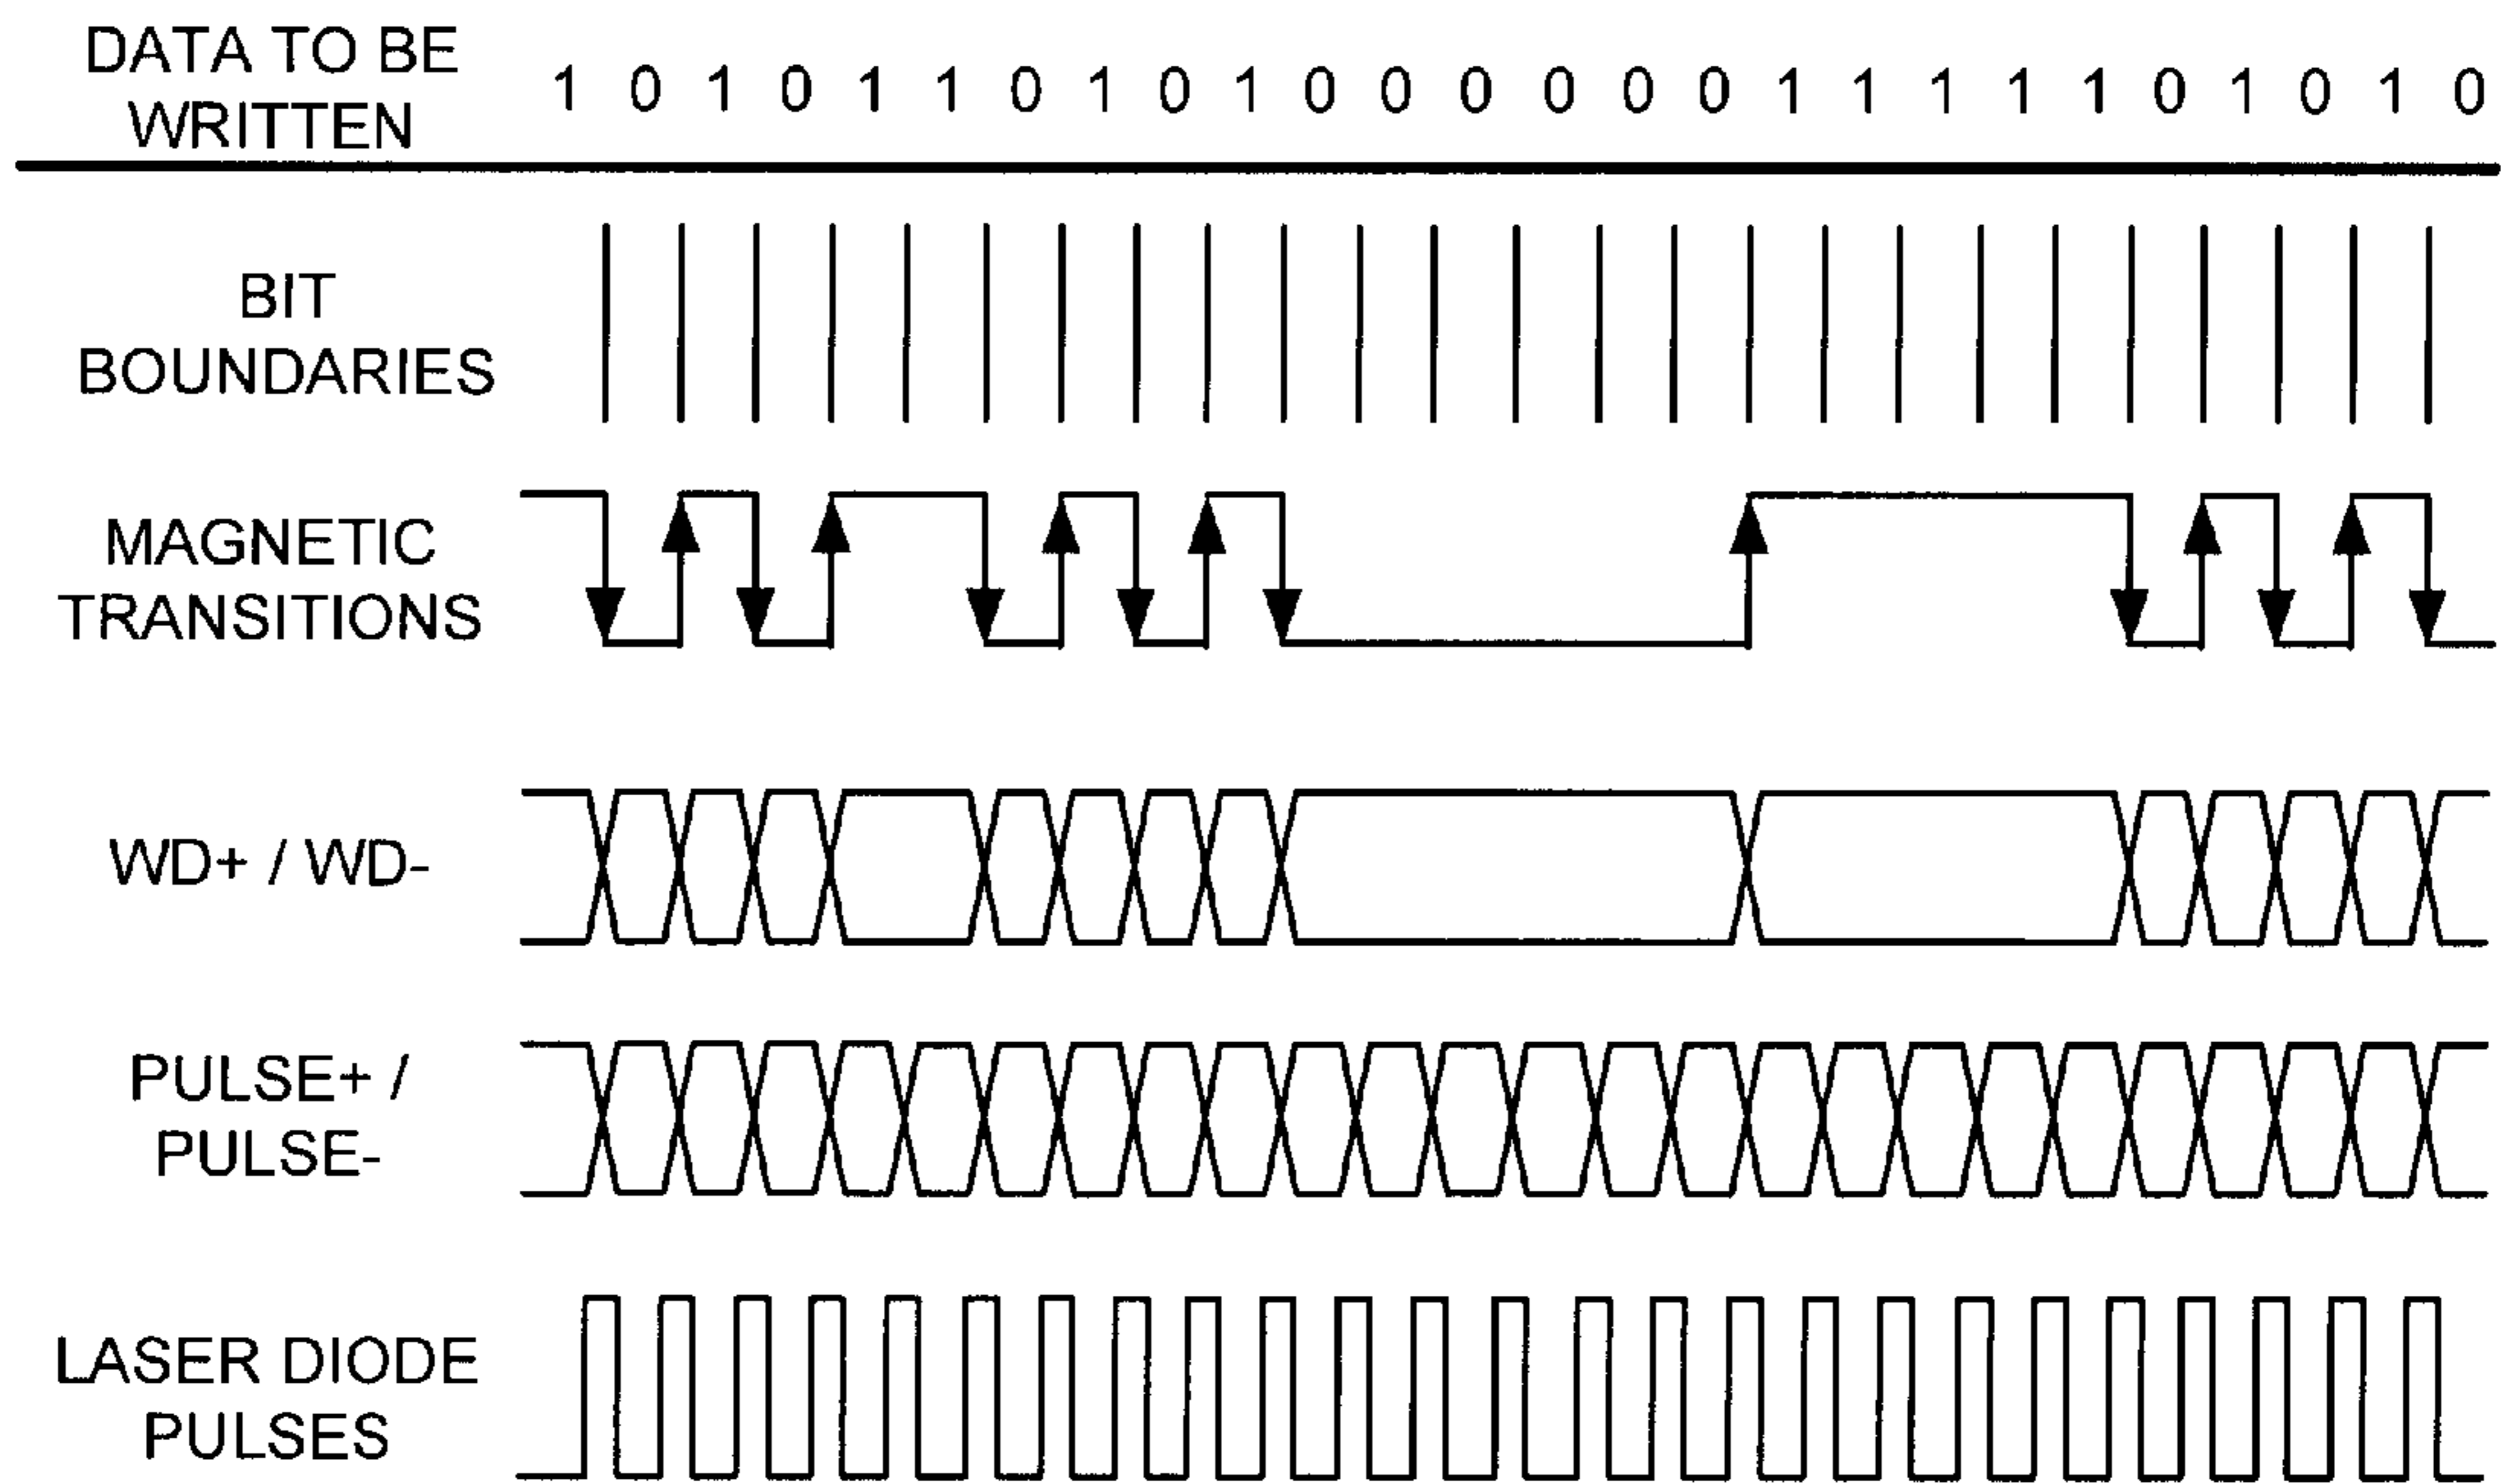 DATA TO BE
WRITTEN
1 0 1 0 1 1 0 1 0 1 0 0 0 0 0 0 1 1 1 1 1 0 1 0 1 0
BIT
BOUNDARIES
MAGNETIC
TRANSITIONS
WD+ / WD-
PULSE+ /
PULSE-
LASER DIODE
PULSES